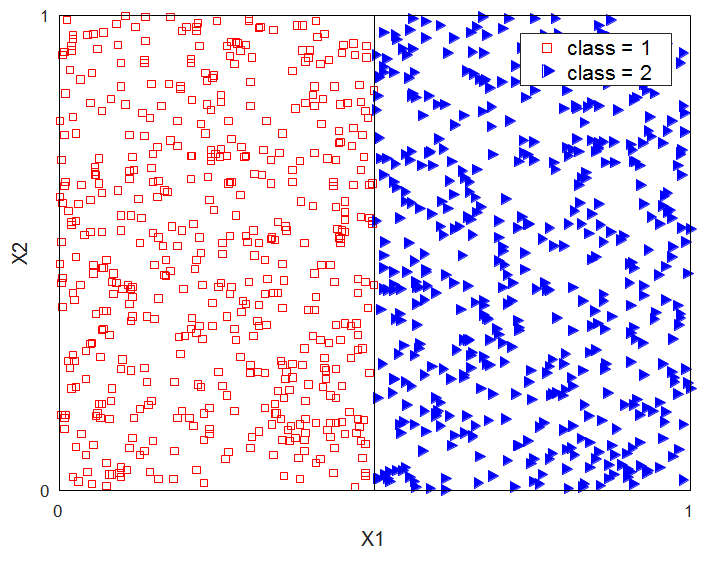 1
class = 1
class = 2
X2
0
0
1
X1